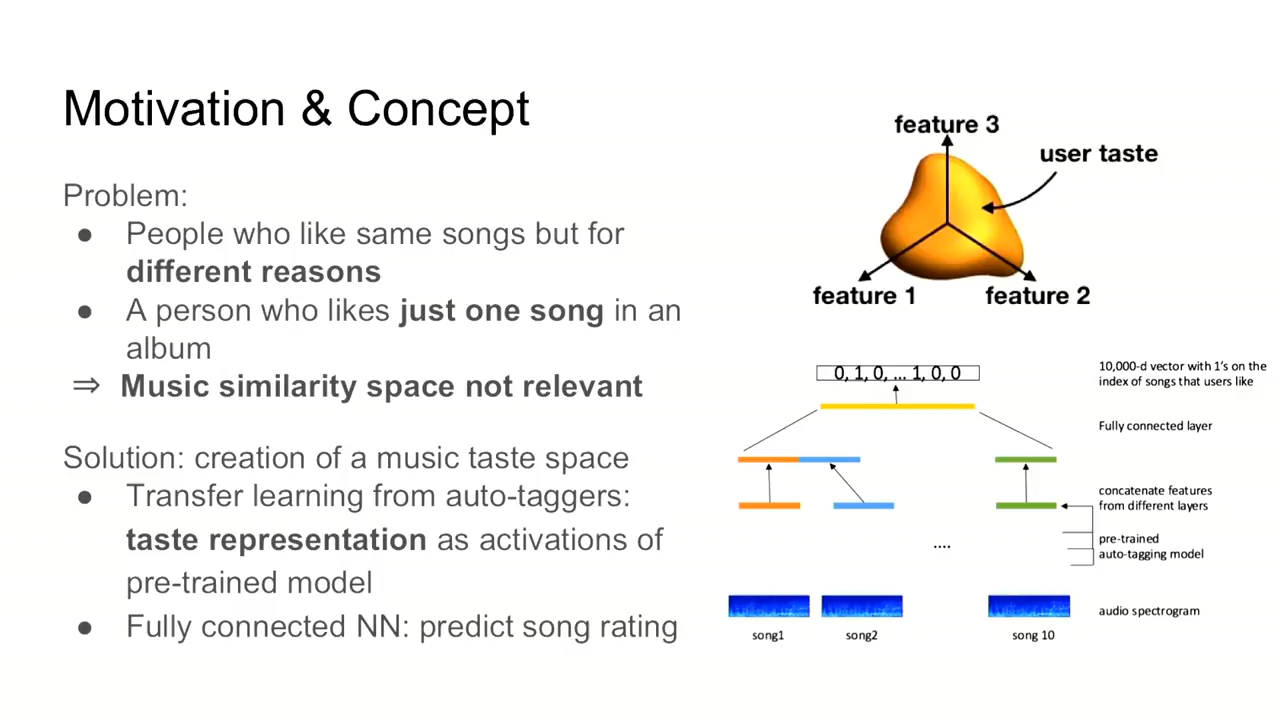 Motivation & Concept
Problem:
● People who like same songs but for
different reasons
● A person who likes just one song in an
album
⇒ Music similarity space not relevant
Solution: creation of a music taste space
● Transfer learning from auto-taggers:
taste representation as activations of
pre-trained model
● Fully connected NN: predict song rating
feature 3
user taste
feature 1
feature 2
0, 1, 0, ... 1, 0, 0
10,000-d vector with 1's on the
index of songs that users like
Fully connected layer
concatenate features
from different layers
....
pre-trained
auto-tagging model
audio spectrogram
song1
song2
song 10